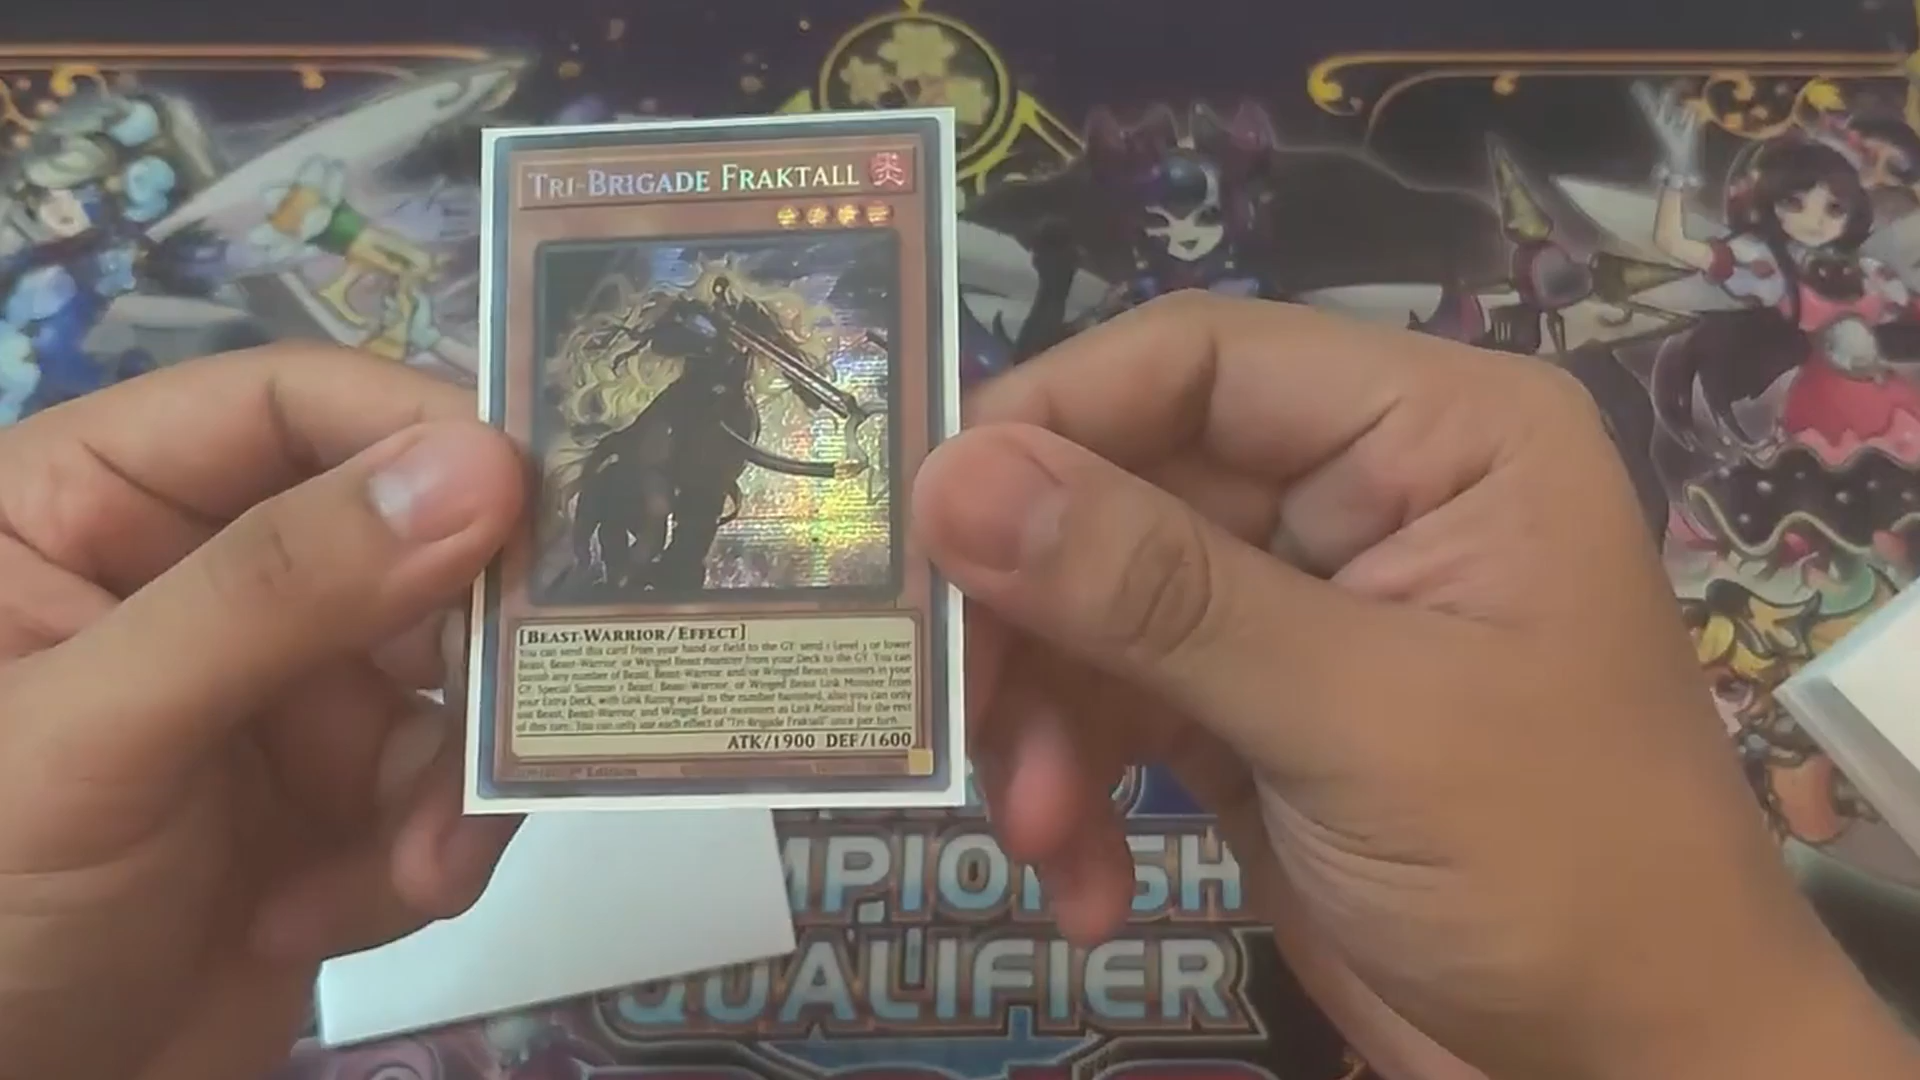 TRI-BRIGADE FRAKTALL 炎
[BEAST-WARRIOR/EFFECT]
You can send this card from your hand or field to the GY; send 1 Level 3 or lower
Beast, Beast-Warrior, or Winged Beast monster from your Deck to the GY. You can
banish any number of Beast, Beast-Warrior, and/or Winged Beast monsters in your
GY; Special Summon 1 Beast, Beast-Warrior, or Winged Beast Link Monster from
your Extra Deck, with Link Rating equal to the number banished, also you can only
use Beast, Beast-Warrior, and Winged Beast monsters as Link Material for the rest
of this turn. You can only use each effect of "Tri-Brigade Fraktall" once per turn.
ATK/1900 DEF/1600
1st Edition
MPIO SH
QUALIFIER